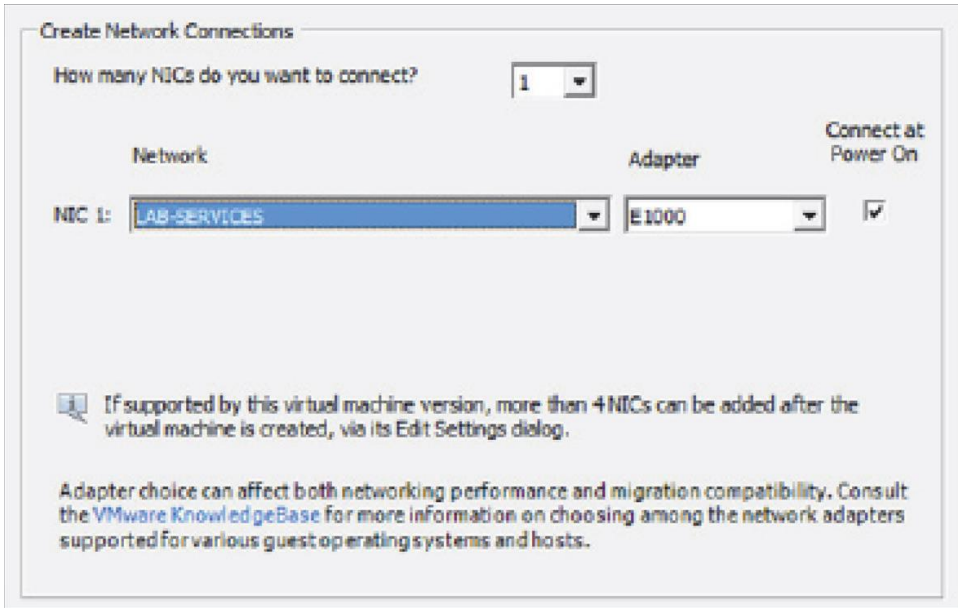 Create Network Connections
How many NICs do you want to connect?
1
Connect at
Network
Adapter
Power On
NIC 1:
LAB-SERVICES
E1000
If supported by this virtual machine version, more than 4 NICs can be added after the
virtual machine is created, via its Edit Settings dialog.
Adapter choice can affect both networking performance and migration compatibility. Consult
the VMware KnowledgeBase for more information on choosing among the network adapters
supported for various guest operating systems and hosts.